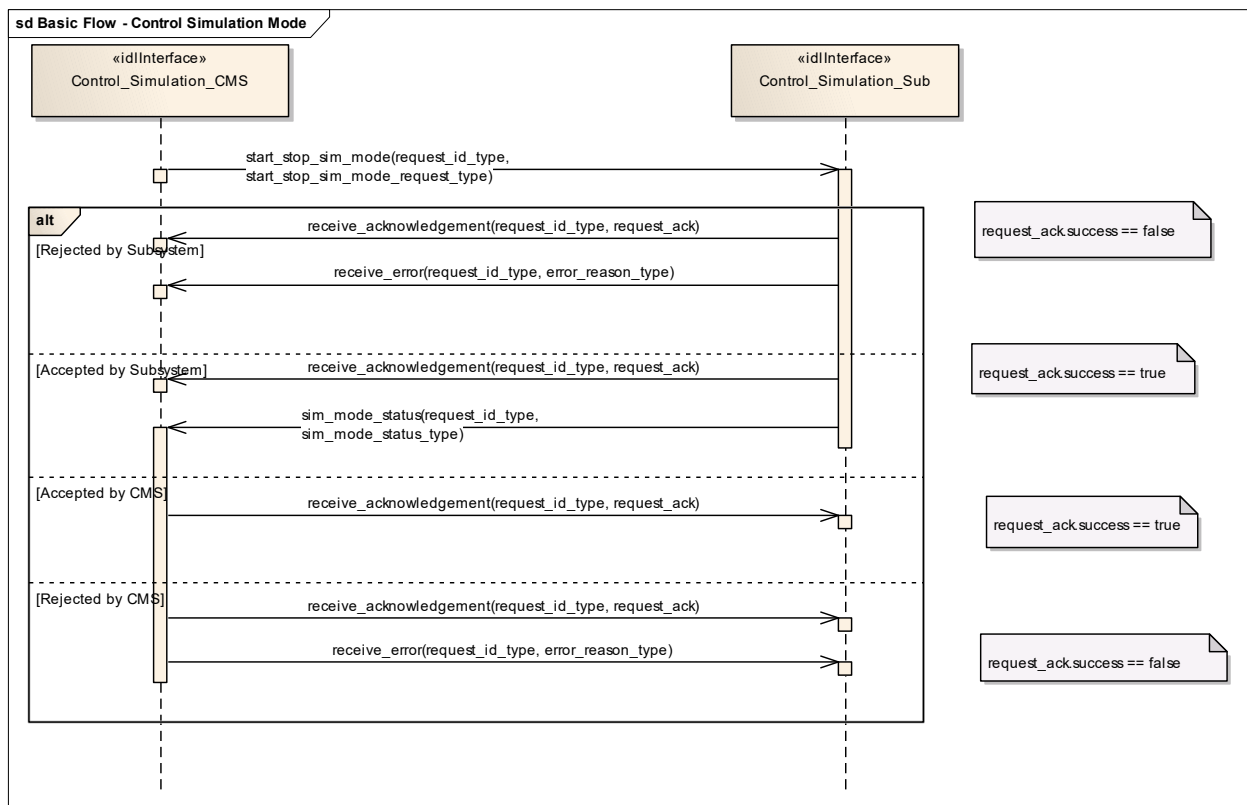 sd Basic Flow - Control Simulation Mode
«idlInterface»
Control_Simulation_CMS
«idlInterface»
Control_Simulation_Sub
start_stop_sim_mode(request_id_type,
start_stop_sim_mode_request_type)
alt
[Rejected by Subsystem]
receive_acknowledgement(request_id_type, request_ack)
request_ack.success == false
receive_error(request_id_type, error_reason_type)
[Accepted by Subsystem]
receive_acknowledgement(request_id_type, request_ack)
request_ack.success == true
sim_mode_status(request_id_type,
sim_mode_status_type)
[Accepted by CMS]
receive_acknowledgement(request_id_type, request_ack)
request_ack.success == true
[Rejected by CMS]
receive_acknowledgement(request_id_type, request_ack)
receive_error(request_id_type, error_reason_type)
request_ack.success == false